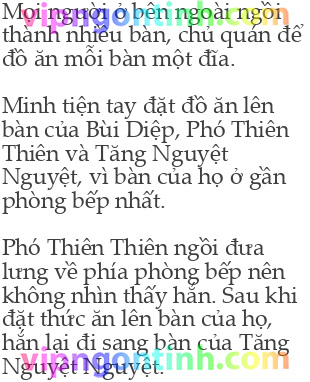 Mọi người ở bên ngoài ngồi
thành nhiều bàn, chủ quán để
đồ ăn mỗi bàn một đĩa.
Minh tiện tay đặt đồ ăn lên
bàn của Bùi Diệp, Phó Thiên
Thiên và Tăng Nguyệt
Nguyệt, vì bàn của họ ở gần
phòng bếp nhất.
Phó Thiên Thiên ngồi đưa
lưng về phía phòng bếp nên
không nhìn thấy hắn. Sau khi
đặt thức ăn lên bàn của họ,
hắn lại đi sang bàn của Tăng
Nguyệt Nguyệt.
vipngontinh.com
vipngontinh.com